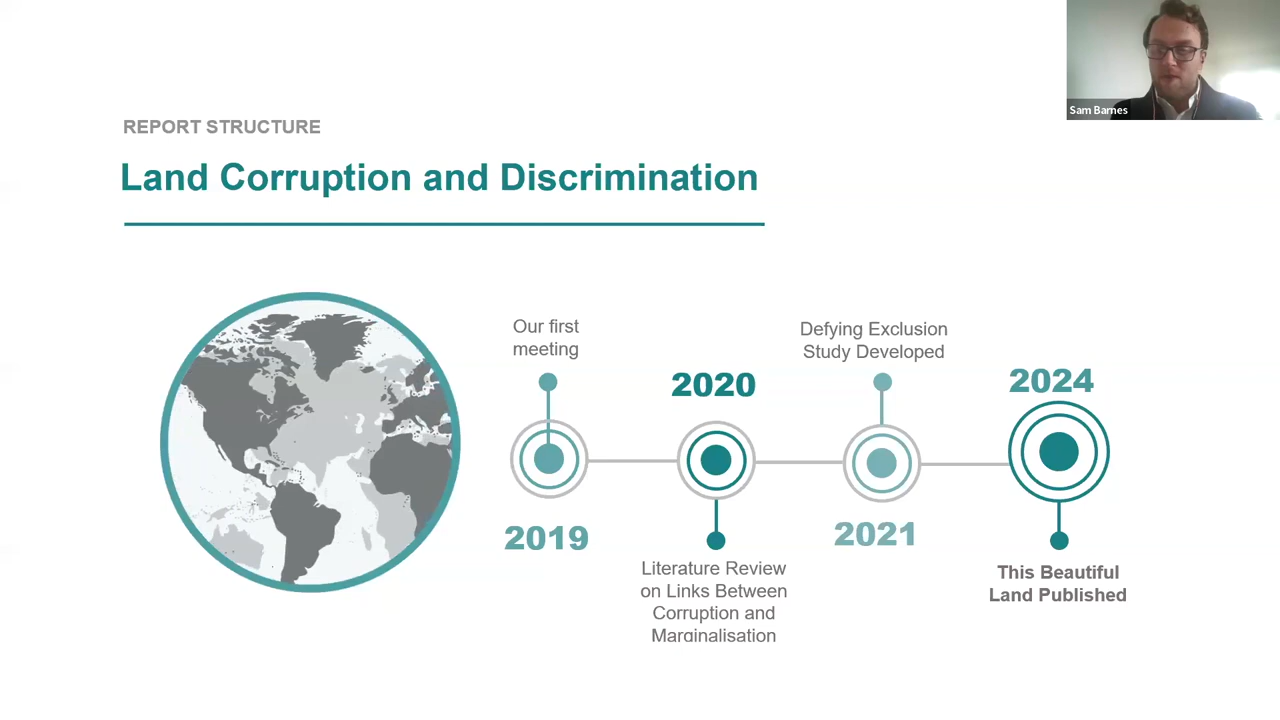 Sam Barnes
REPORT STRUCTURE
Land Corruption and Discrimination
Our first
meeting
2019
2020
Literature Review
on Links Between
Corruption and
Marginalisation
Defying Exclusion
Study Developed
2021
2024
This Beautiful
Land Published